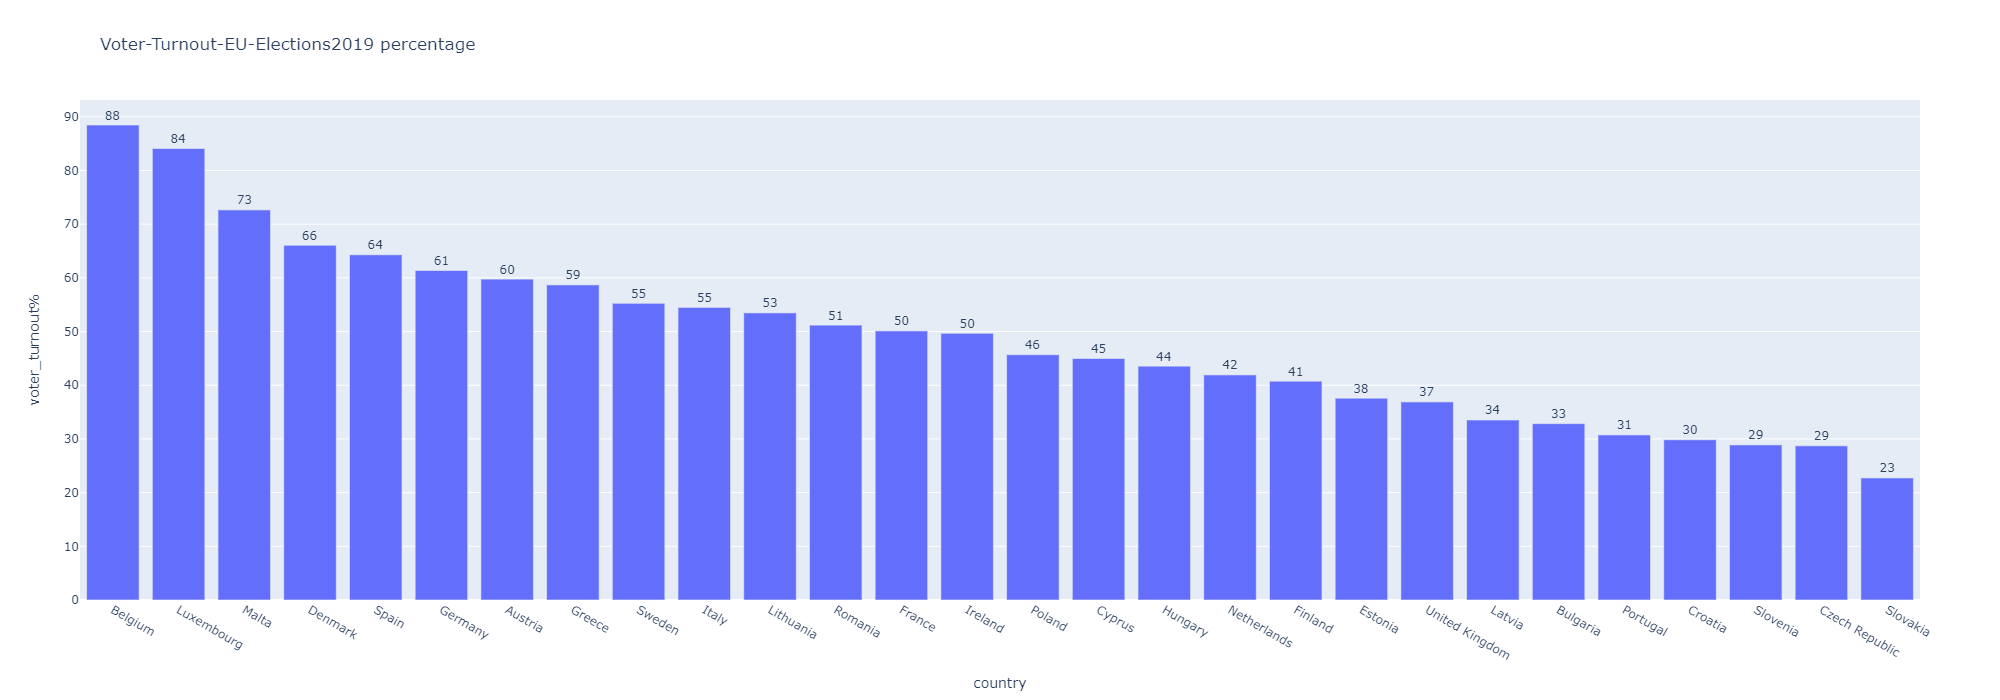 Voter-Turnout-EU-Elections2019 percentage
voter_turnout%
90
80
70
60
50
40
30
20
10
0
88
84
73
66
64
61
60
59
55
55
53
51
50
50
46
45
44
42
41
38
37
34
33
31
30
29
29
23
Belgium
Luxembourg
Malta
Denmark
Spain
Germany
Austria
Greece
Sweden
Italy
Lithuania
Romania
France
Ireland
Poland
Cyprus
Hungary
Netherlands
Finland
Estonia
United Kingdom
Latvia
Bulgaria
Portugal
Croatia
Slovenia
Czech Republic
Slovakia
country